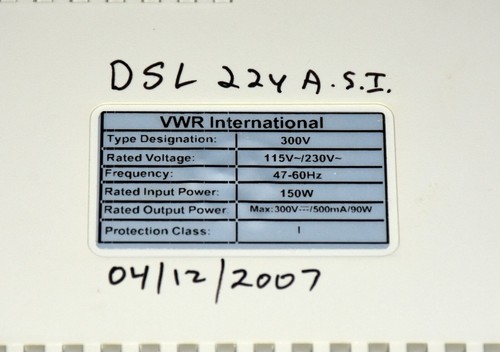 DSL 224 A.S.I.
VWR International
Type Designation: 300V
Rated Voltage: 115V~/230V~
Frequency: 47-60Hz
Rated Input Power: 150W
Rated Output Power Max:300V⎓/500mA/90W
Protection Class: I
04/12/2007